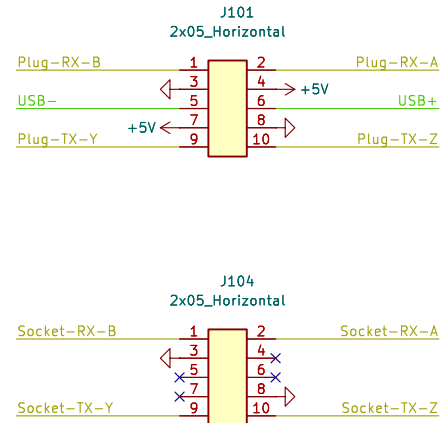 J101
2x05_Horizontal
Plug-RX-B 1 2 Plug-RX-A
3 4 +5V
USB- 5 6 USB+
+5V 7 8
Plug-TX-Y 9 10 Plug-TX-Z
J104
2x05_Horizontal
Socket-RX-B 1 2 Socket-RX-A
3 4
5 6
7 8
Socket-TX-Y 9 10 Socket-TX-Z